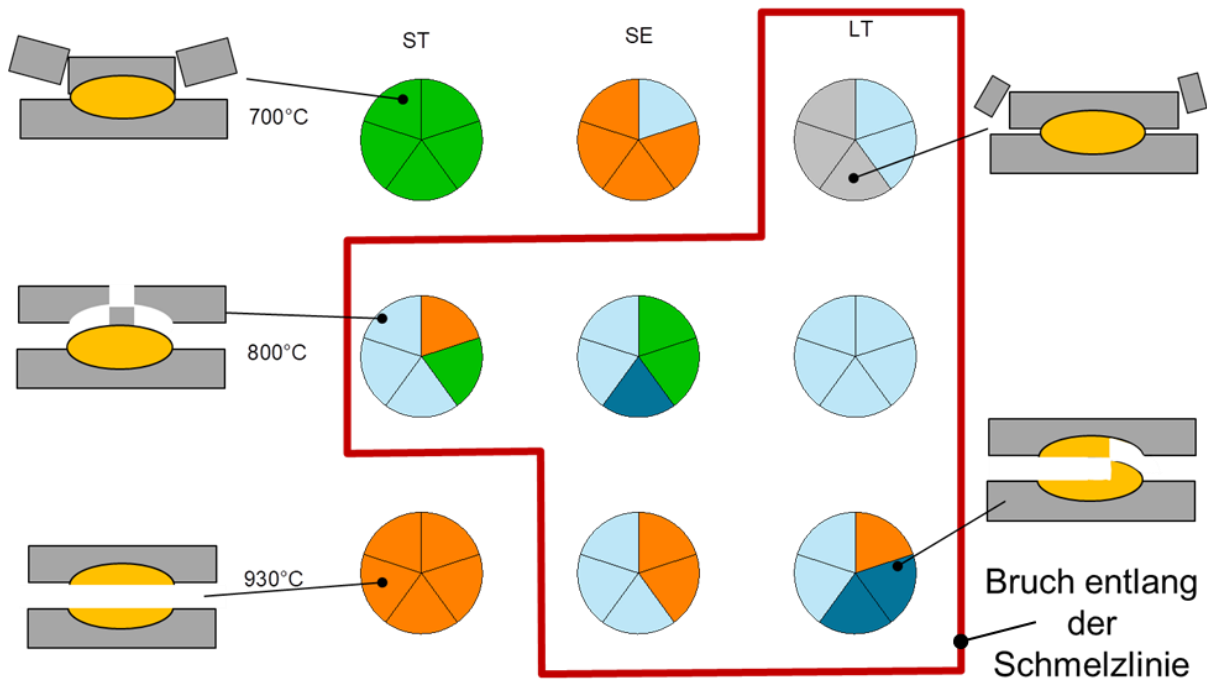 ST
SE
LT
700°C
800°C
930°C
Bruch entlang
der
Schmelzlinie